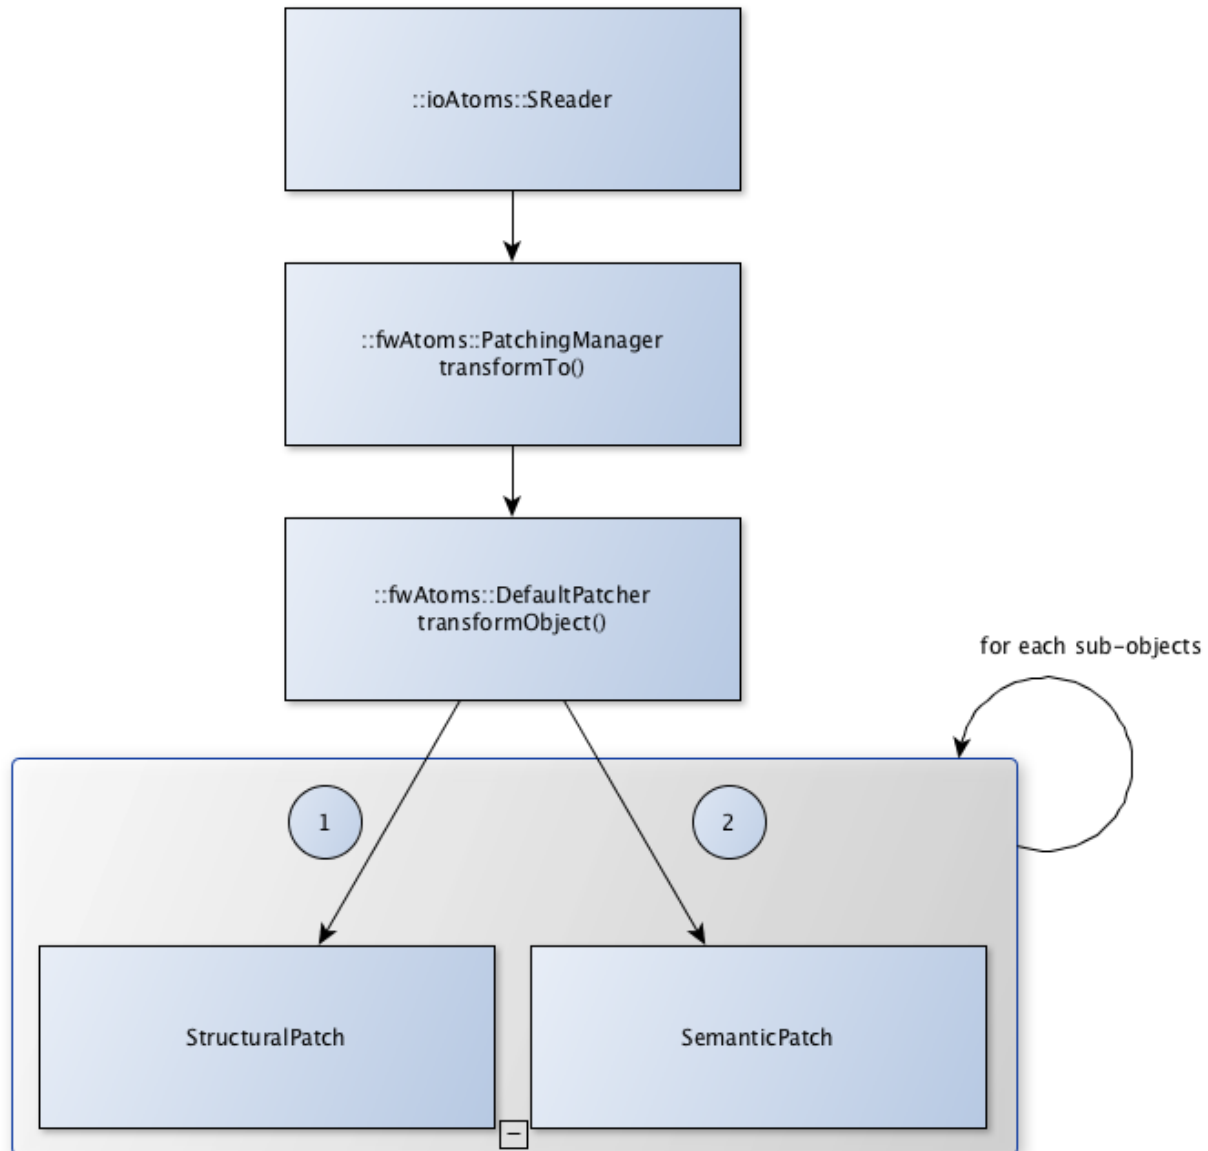 ::ioAtoms::SReader
::fwAtoms::PatchingManager
transformTo()
::fwAtoms::DefaultPatcher
transformObject()
for each sub-objects
1
2
StructuralPatch
SemanticPatch